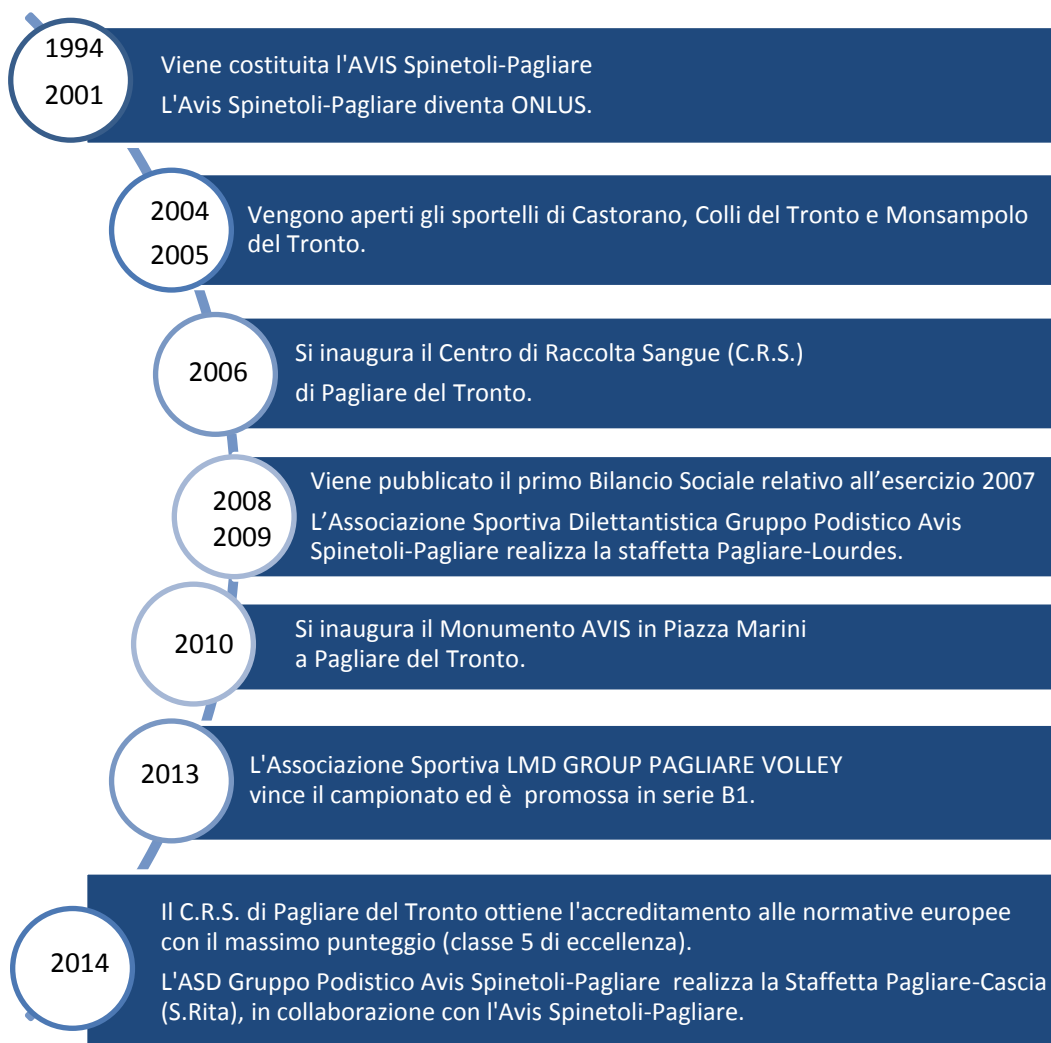 1994
2001
Viene costituita l'AVIS Spinetoli-Pagliare
L'Avis Spinetoli-Pagliare diventa ONLUS.
2004
2005
Vengono aperti gli sportelli di Castorano, Colli del Tronto e Monsampolo
del Tronto.
2006
Si inaugura il Centro di Raccolta Sangue (C.R.S.)
di Pagliare del Tronto.
2008
2009
Viene pubblicato il primo Bilancio Sociale relativo all’esercizio 2007
L’Associazione Sportiva Dilettantistica Gruppo Podistico Avis
Spinetoli-Pagliare realizza la staffetta Pagliare-Lourdes.
2010
Si inaugura il Monumento AVIS in Piazza Marini
a Pagliare del Tronto.
2013
L'Associazione Sportiva LMD GROUP PAGLIARE VOLLEY
vince il campionato ed è promossa in serie B1.
2014
Il C.R.S. di Pagliare del Tronto ottiene l'accreditamento alle normative europee
con il massimo punteggio (classe 5 di eccellenza).
L'ASD Gruppo Podistico Avis Spinetoli-Pagliare realizza la Staffetta Pagliare-Cascia
(S.Rita), in collaborazione con l'Avis Spinetoli-Pagliare.